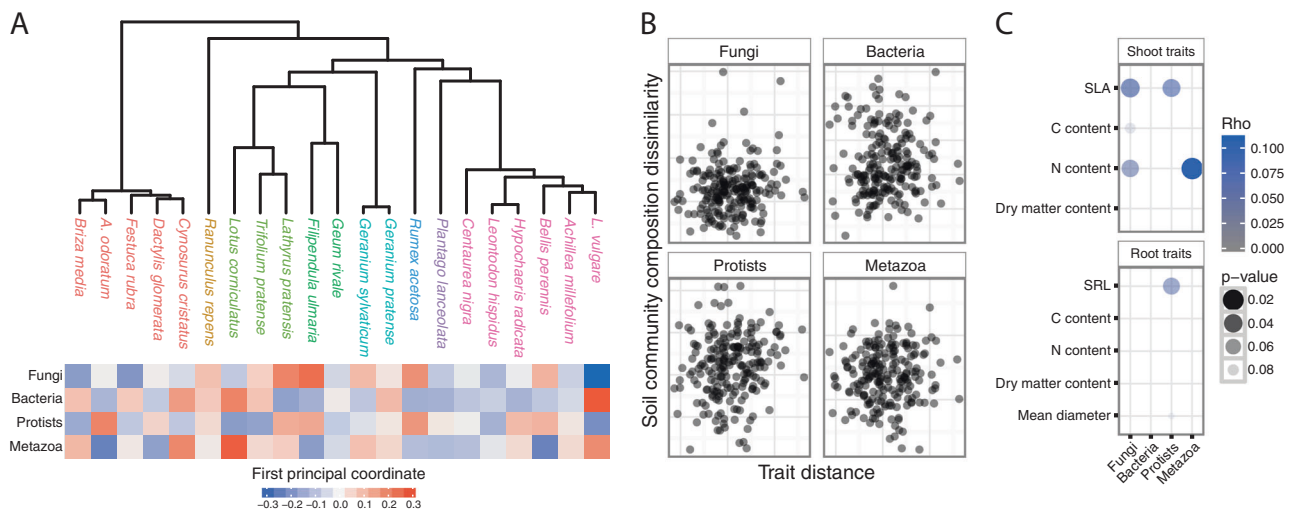 A
Briza media
A. odoratum
Festuca rubra
Dactylis glomerata
Cynosurus cristatus
Ranunculus repens
Lotus corniculatus
Trifolium pratense
Lathyrus pratensis
Filipendula ulmaria
Geum rivale
Geranium sylvaticum
Geranium pratense
Rumex acetosa
Plantago lanceolata
Centaurea nigra
Leontodon hispidus
Hypochaeris radicata
Bellis perennis
Achillea millefolium
L. vulgare
Fungi
Bacteria
Protists
Metazoa
First principal coordinate
−0.3 −0.2 −0.1 0.0 0.1 0.2 0.3
B
Soil community composition dissimilarity
Fungi Bacteria
Protists Metazoa
Trait distance
C
Shoot traits
SLA
C content
N content
Dry matter content
Root traits
SRL
C content
N content
Dry matter content
Mean diameter
Fungi
Bacteria
Protists
Metazoa
Rho
0.100
0.075
0.050
0.025
0.000
p−value
0.02
0.04
0.06
0.08